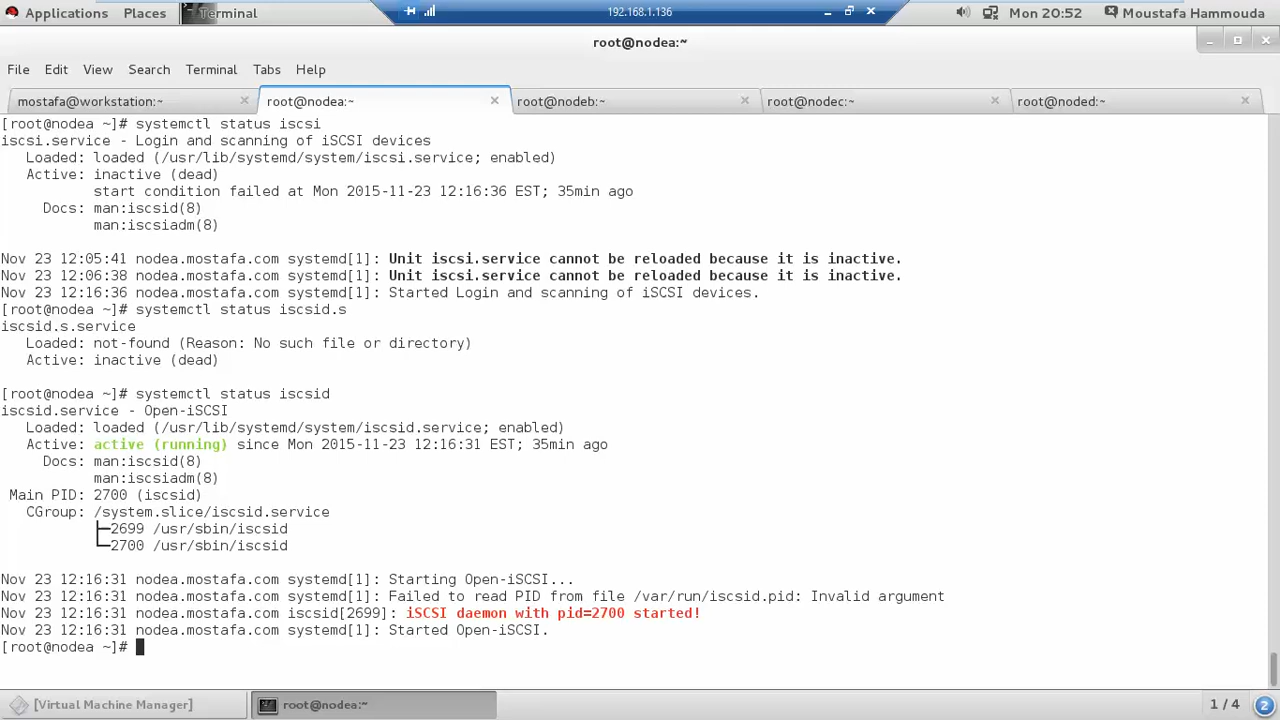 Applications Places Terminal 192.168.1.136 Mon 20:52 Moustafa Hammouda
root@nodea:~
File Edit View Search Terminal Tabs Help
mostafa@workstation:~ root@nodea:~ root@nodeb:~ root@nodec:~ root@noded:~
[root@nodea ~]# systemctl status iscsi
iscsi.service - Login and scanning of iSCSI devices
Loaded: loaded (/usr/lib/systemd/system/iscsi.service; enabled)
Active: inactive (dead)
start condition failed at Mon 2015-11-23 12:16:36 EST; 35min ago
Docs: man:iscsid(8)
man:iscsiadm(8)
Nov 23 12:05:41 nodea.mostafa.com systemd[1]: Unit iscsi.service cannot be reloaded because it is inactive.
Nov 23 12:06:38 nodea.mostafa.com systemd[1]: Unit iscsi.service cannot be reloaded because it is inactive.
Nov 23 12:16:36 nodea.mostafa.com systemd[1]: Started Login and scanning of iSCSI devices.
[root@nodea ~]# systemctl status iscsid.s
iscsid.s.service
Loaded: not-found (Reason: No such file or directory)
Active: inactive (dead)
[root@nodea ~]# systemctl status iscsid
iscsid.service - Open-iSCSI
Loaded: loaded (/usr/lib/systemd/system/iscsid.service; enabled)
Active: active (running) since Mon 2015-11-23 12:16:31 EST; 35min ago
Docs: man:iscsid(8)
man:iscsiadm(8)
Main PID: 2700 (iscsid)
CGroup: /system.slice/iscsid.service
├─2699 /usr/sbin/iscsid
└─2700 /usr/sbin/iscsid
Nov 23 12:16:31 nodea.mostafa.com systemd[1]: Starting Open-iSCSI...
Nov 23 12:16:31 nodea.mostafa.com systemd[1]: Failed to read PID from file /var/run/iscsid.pid: Invalid argument
Nov 23 12:16:31 nodea.mostafa.com iscsid[2699]: iSCSI daemon with pid=2700 started!
Nov 23 12:16:31 nodea.mostafa.com systemd[1]: Started Open-iSCSI.
[root@nodea ~]#
[Virtual Machine Manager] root@nodea:~ 1 / 4 2